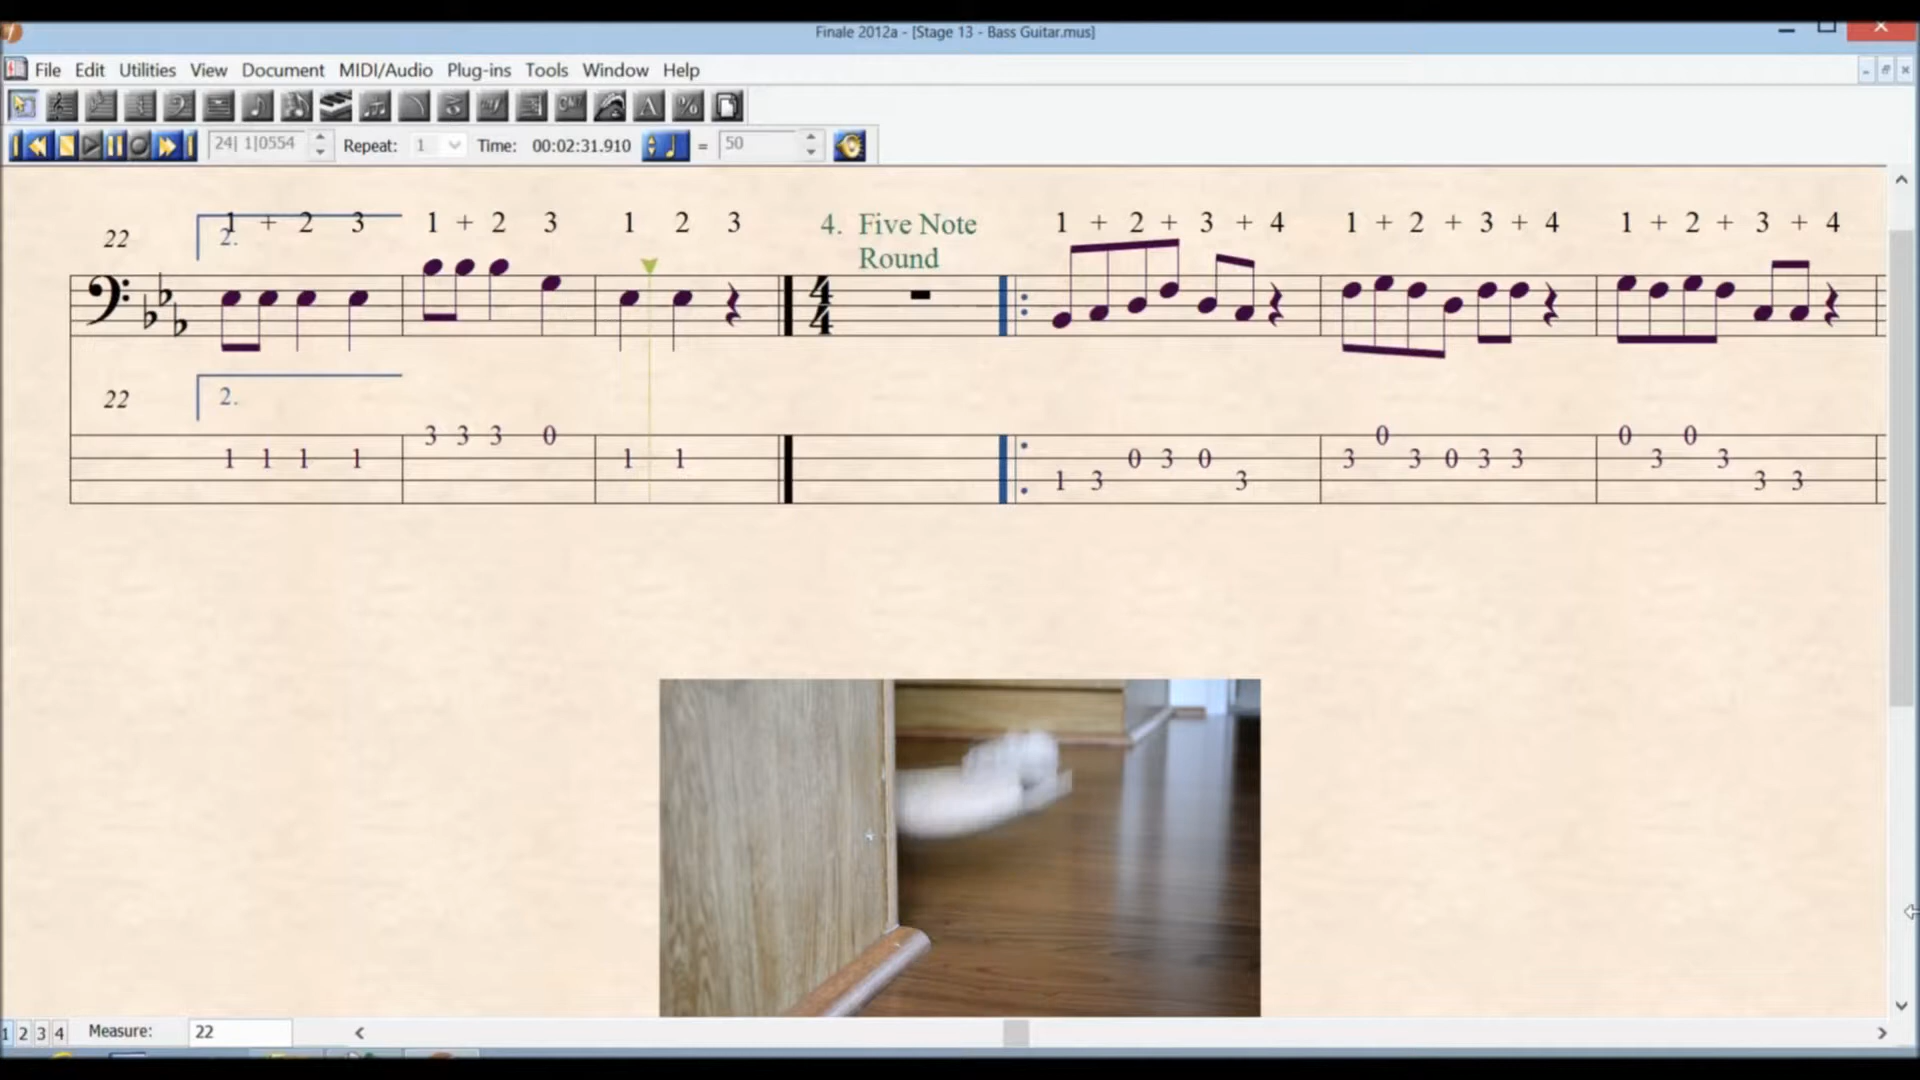 Finale 2012a - [Stage 13 - Bass Guitar.mus]
File Edit Utilities View Document MIDI/Audio Plug-ins Tools Window Help
24| 1|0554 Repeat: 1 Time: 00:02:31.910 = 50
1 + 2 3 1 + 2 3 1 2 3 4. Five Note 1 + 2 + 3 + 4 1 + 2 + 3 + 4 1 + 2 + 3 + 4
22 2. Round
4
4
22 2.
3 3 3 0 0 0 0
1 1 1 1 1 1 0 3 0 3 3 0 3 3 3 3
1 3 3 3 3
1 2 3 4 Measure: 22